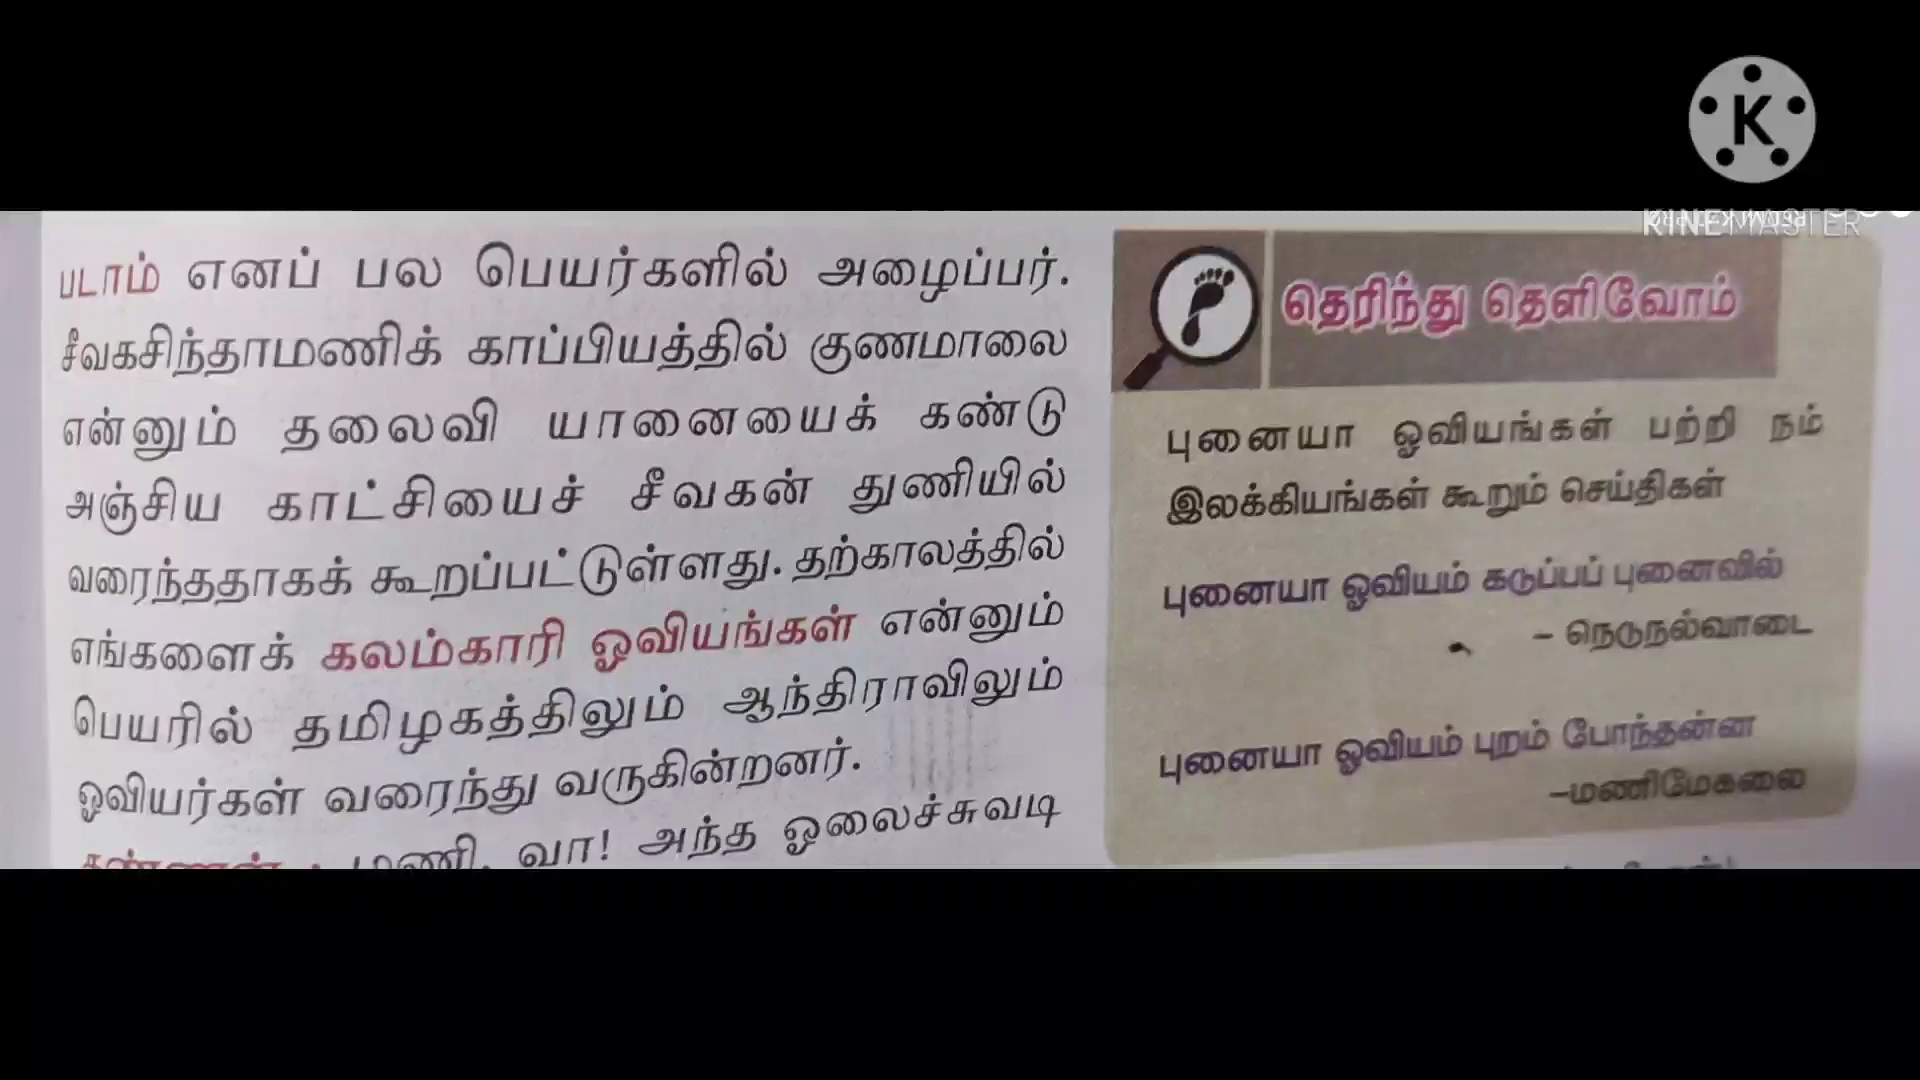 K
KINEMASTER
படாம் எனப் பல பெயர்களில் அழைப்பர்.
சீவகசிந்தாமணிக் காப்பியத்தில் குணமாலை
என்னும் தலைவி யானையைக் கண்டு
அஞ்சிய காட்சியைச் சீவகன் துணியில்
வரைந்ததாகக் கூறப்பட்டுள்ளது. தற்காலத்தில்
எங்களைக் கலம்காரி ஓவியங்கள் என்னும்
பெயரில் தமிழகத்திலும் ஆந்திராவிலும்
ஓவியர்கள் வரைந்து வருகின்றனர்.
மணி, வா! அந்த ஓலைச்சுவடி
தெரிந்து தெளிவோம்
புனையா ஓவியங்கள் பற்றி நம்
இலக்கியங்கள் கூறும் செய்திகள்
புனையா ஓவியம் கடுப்பப் புனைவில்
– நெடுநல்வாடை
புனையா ஓவியம் புறம் போந்தன்ன
–மணிமேகலை